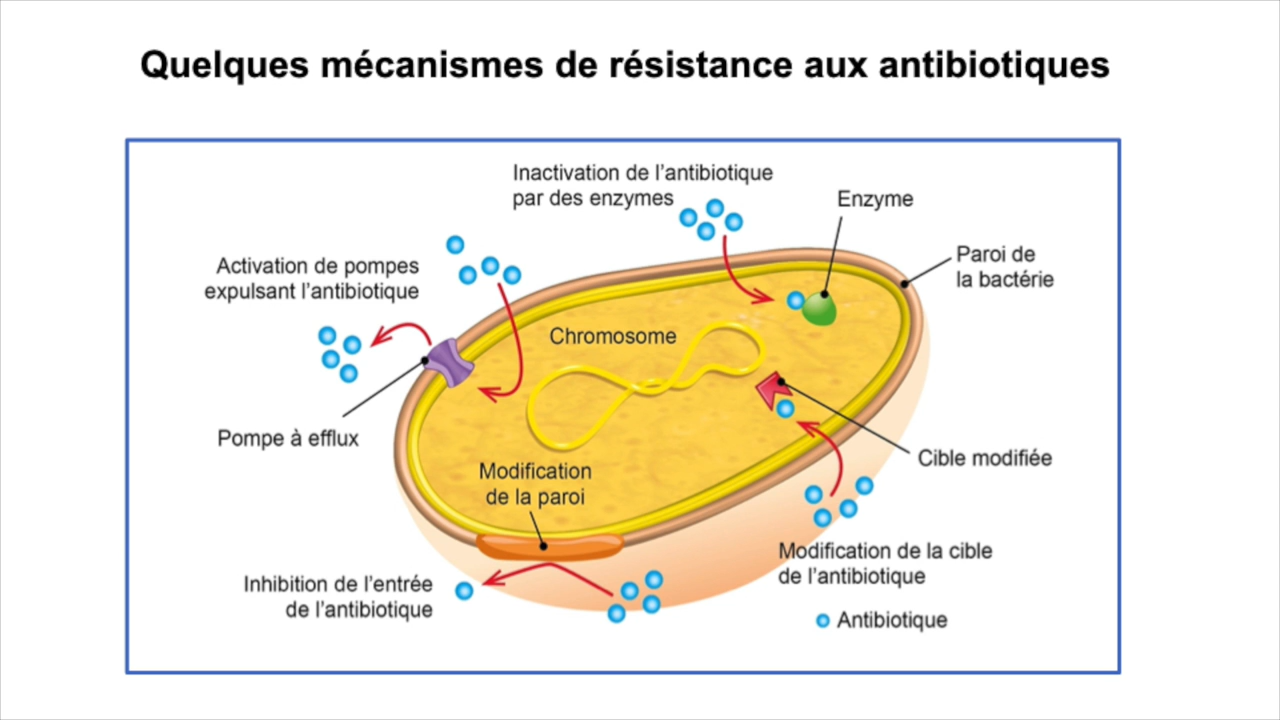 Quelques mécanismes de résistance aux antibiotiques
Inactivation de l’antibiotique
par des enzymes
Enzyme
Paroi de
la bactérie
Activation de pompes
expulsant l’antibiotique
Chromosome
Pompe à efflux
Modification
de la paroi
Cible modifiée
Modification de la cible
de l’antibiotique
Inhibition de l’entrée
de l’antibiotique
Antibiotique